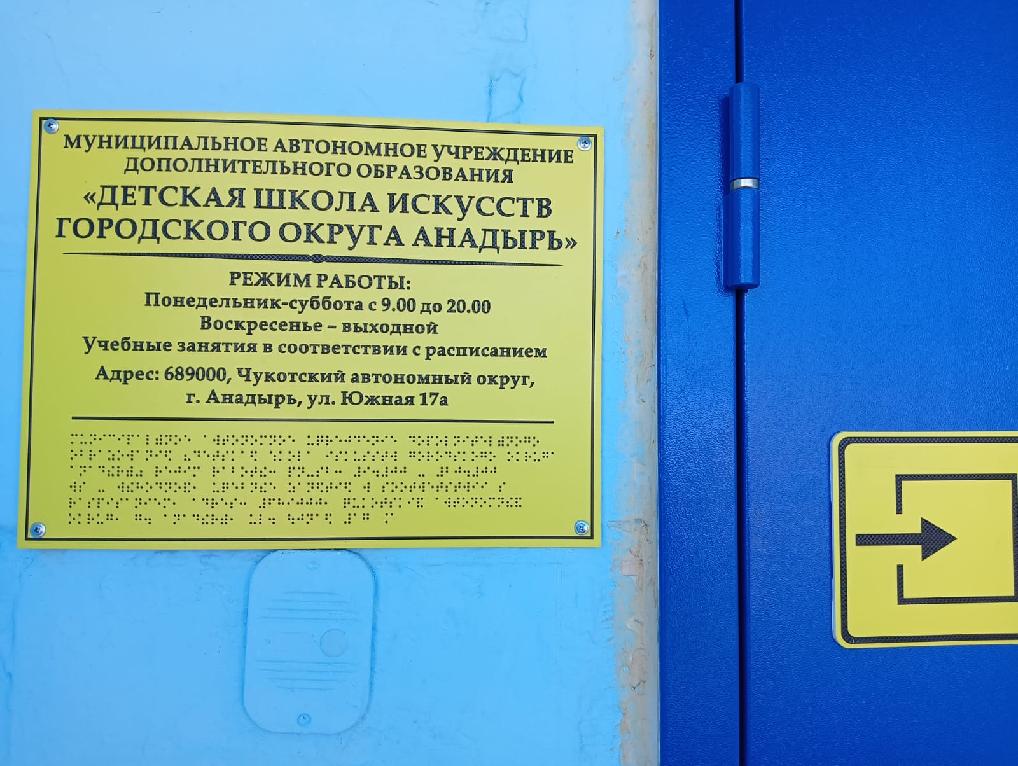 МУНИЦИПАЛЬНОЕ АВТОНОМНОЕ УЧРЕЖДЕНИЕ
ДОПОЛНИТЕЛЬНОГО ОБРАЗОВАНИЯ
«ДЕТСКАЯ ШКОЛА ИСКУССТВ
ГОРОДСКОГО ОКРУГА АНАДЫРЬ»
РЕЖИМ РАБОТЫ:
Понедельник-суббота с 9.00 до 20.00
Воскресенье – выходной
Учебные занятия в соответствии с расписанием
Адрес: 689000, Чукотский автономный округ,
г. Анадырь, ул. Южная 17а